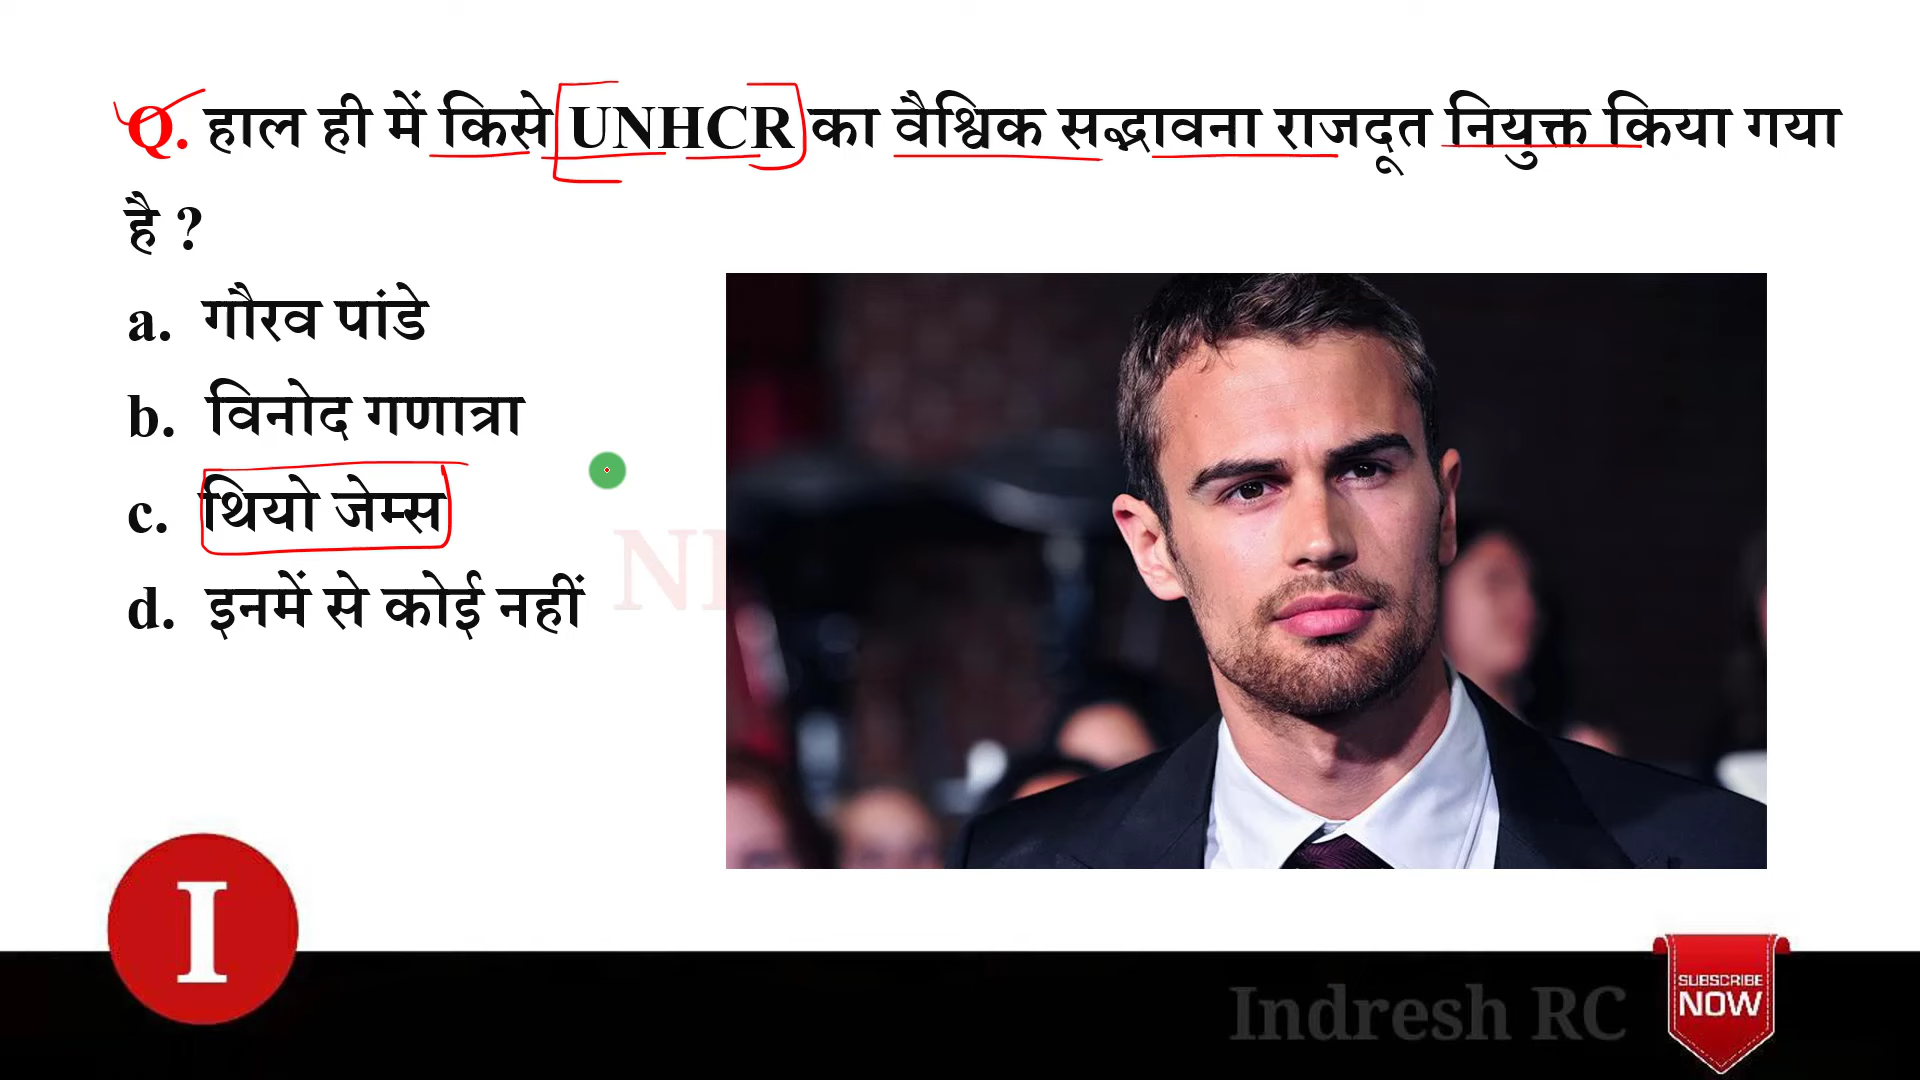 Q. हाल ही में किसे UNHCR का वैश्विक सद्भावना राजदूत नियुक्त किया गया
है ?
a. गौरव पांडे
b. विनोद गणात्रा
c. थियो जेम्स
d. इनमें से कोई नहीं
I
Indresh RC
SUBSCRIBE
NOW